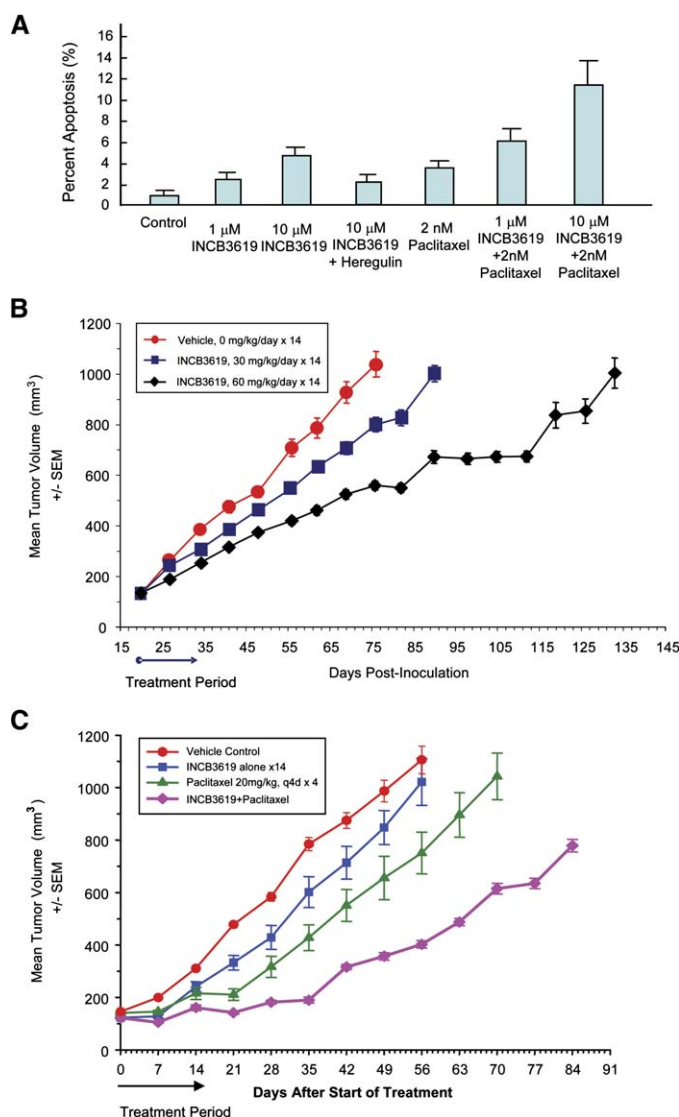 A
Percent Apoptosis (%)
16
14
12
10
8
6
4
2
0
Control
1 μM
INCB3619
10 μM
INCB3619
10 μM
INCB3619
+ Heregulin
2 nM
Paclitaxel
1 μM
INCB3619
+2nM
Paclitaxel
10 μM
INCB3619
+2nM
Paclitaxel
B
Mean Tumor Volume (mm³)
+/- SEM
1200
1000
800
600
400
200
0
Vehicle, 0 mg/kg/day x 14
INCB3619, 30 mg/kg/day x 14
INCB3619, 60 mg/kg/day x 14
15 25 35 45 55 65 75 85 95 105 115 125 135 145
Treatment Period
Days Post-Inoculation
C
Mean Tumor Volume (mm³)
+/- SEM
1200
1000
800
600
400
200
0
Vehicle Control
INCB3619 alone x14
Paclitaxel 20mg/kg, q4d x 4
INCB3619+Paclitaxel
0 7 14 21 28 35 42 49 56 63 70 77 84 91
Days After Start of Treatment
Treatment Period